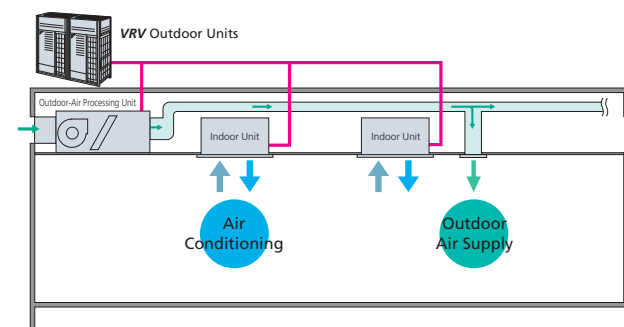 VRV Outdoor Units
Outdoor-Air Processing Unit
Indoor Unit
Indoor Unit
Air
Conditioning
Outdoor
Air Supply